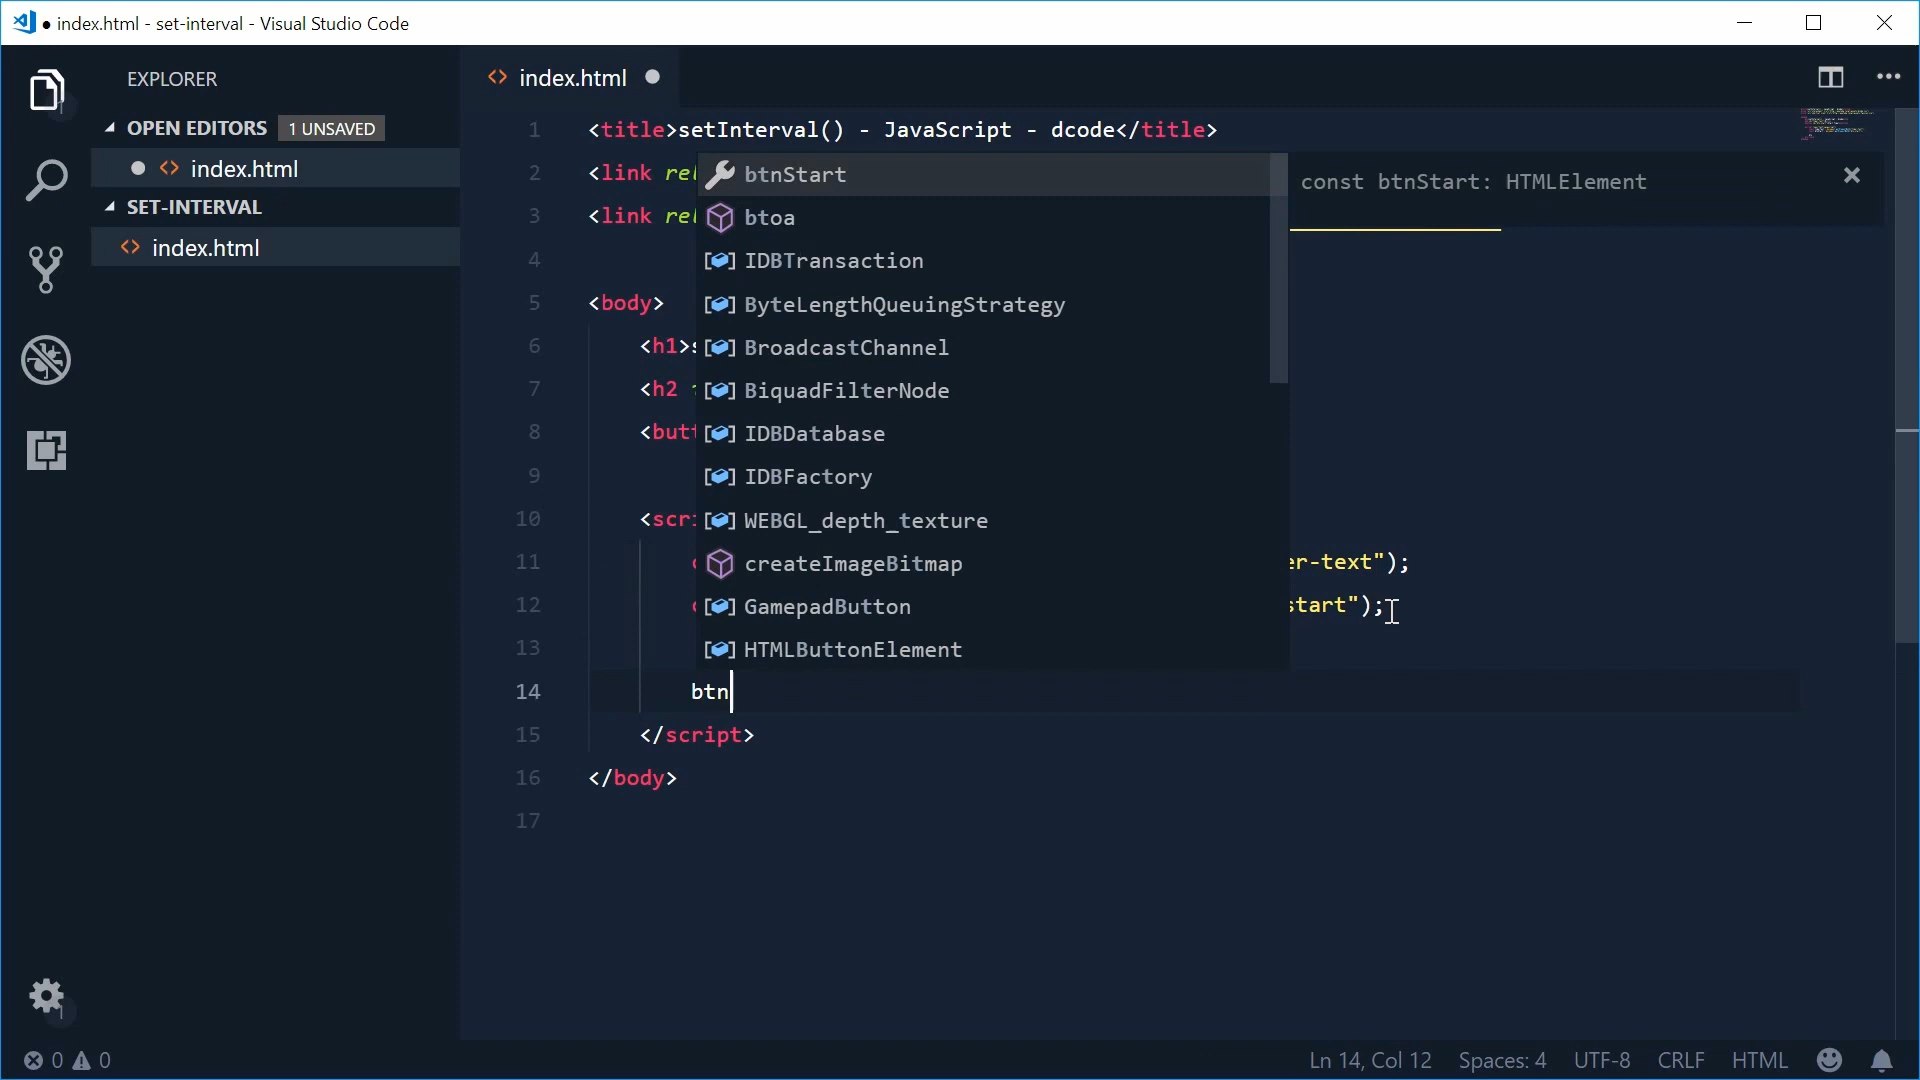 index.html - set-interval - Visual Studio Code
EXPLORER
OPEN EDITORS 1 UNSAVED
index.html
SET-INTERVAL
index.html
index.html
1 <title>setInterval() - JavaScript - dcode</title>
2 <link rel
3 <link rel
4
5 <body>
6 <h1>s
7 <h2
8 <butt
9
10 <scri
11 c er-text");
12 c start");
13
14 btn
15 </script>
16 </body>
17
btnStart
btoa
IDBTransaction
ByteLengthQueuingStrategy
BroadcastChannel
BiquadFilterNode
IDBDatabase
IDBFactory
WEBGL_depth_texture
createImageBitmap
GamepadButton
HTMLButtonElement
const btnStart: HTMLElement
0 0 Ln 14, Col 12 Spaces: 4 UTF-8 CRLF HTML